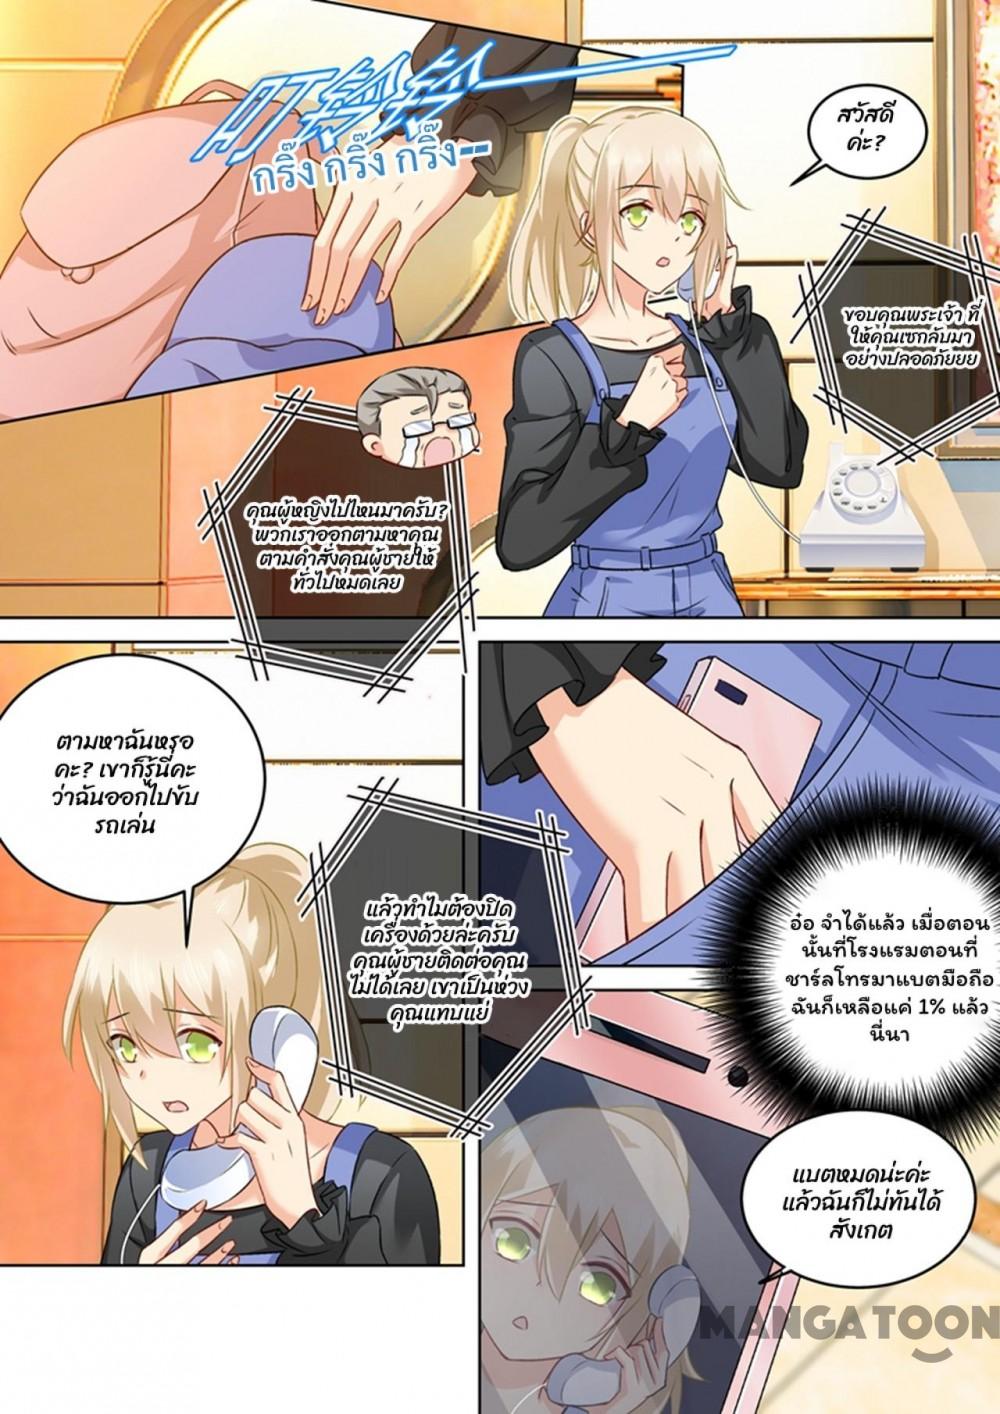 叮铃铃
กริ๊ง กริ๊ง กริ๊ง--
สวัสดี
ค่ะ?
ขอบคุณพระเจ้า ที่
ให้คุณเซกลับมา
อย่างปลอดภัยยย
คุณผู้หญิงไปไหนมาครับ?
พวกเราออกตามหาคุณ
ตามคำสั่งคุณผู้ชายให้
ทั่วไปหมดเลย
ตามหาฉันหรอ
คะ? เขาก็รู้นี่คะ
ว่าฉันออกไปขับ
รถเล่น
แล้วทำไมต้องปิด
เครื่องด้วยล่ะครับ
คุณผู้ชายติดต่อคุณ
ไม่ได้เลย เขาเป็นห่วง
คุณแทบแย่
อ๋อ จำได้แล้ว เมื่อตอน
นั้นที่โรงแรมตอนที่
ชาร์ลโทรมาแบตมือถือ
ฉันก็เหลือแค่ 1% แล้ว
นี่นา
แบตหมดน่ะค่ะ
แล้วฉันก็ไม่ทันได้
สังเกต
MANGATOON